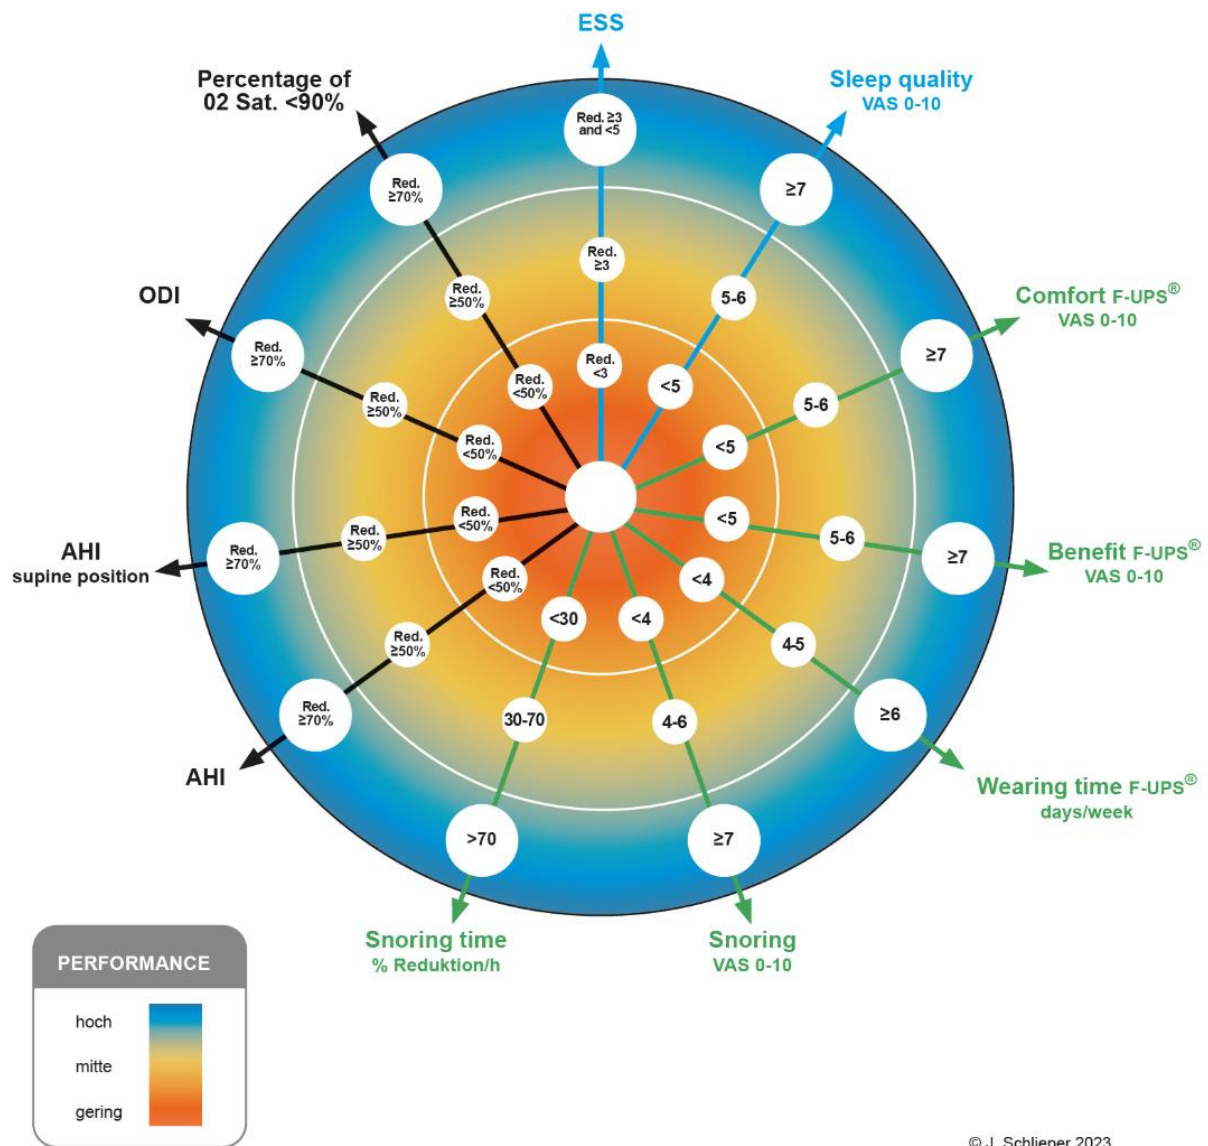 ESS
Red. ≥3
and <5
Red.
≥3
Red.
<3
Sleep quality
VAS 0-10
≥7
5-6
<5
Comfort F-UPS®
VAS 0-10
≥7
5-6
<5
Benefit F-UPS®
VAS 0-10
≥7
5-6
<5
Wearing time F-UPS®
days/week
≥6
4-5
<4
Snoring
VAS 0-10
≥7
4-6
<4
Snoring time
% Reduktion/h
>70
30-70
<30
AHI
Red.
≥70%
Red.
≥50%
Red.
<50%
AHI
supine position
Red.
≥70%
Red.
≥50%
Red.
<50%
ODI
Red.
≥70%
Red.
≥50%
Red.
<50%
Percentage of
02 Sat. <90%
Red.
≥70%
Red.
≥50%
Red.
<50%
PERFORMANCE
hoch
mitte
gering
© J. Schlieper 2023